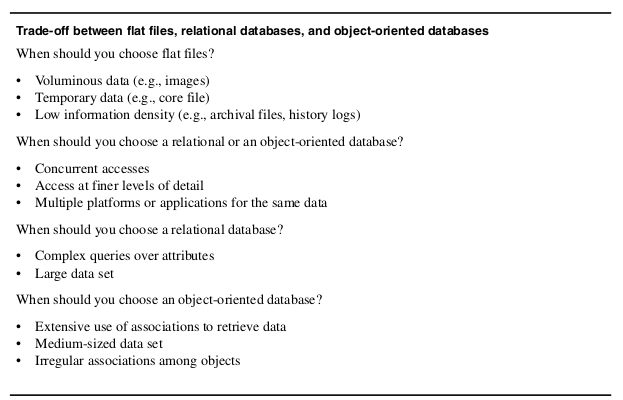 Trade-off between flat files, relational databases, and object-oriented databases
When should you choose flat files?
• Voluminous data (e.g., images)
• Temporary data (e.g., core file)
• Low information density (e.g., archival files, history logs)
When should you choose a relational or an object-oriented database?
• Concurrent accesses
• Access at finer levels of detail
• Multiple platforms or applications for the same data
When should you choose a relational database?
• Complex queries over attributes
• Large data set
When should you choose an object-oriented database?
• Extensive use of associations to retrieve data
• Medium-sized data set
• Irregular associations among objects